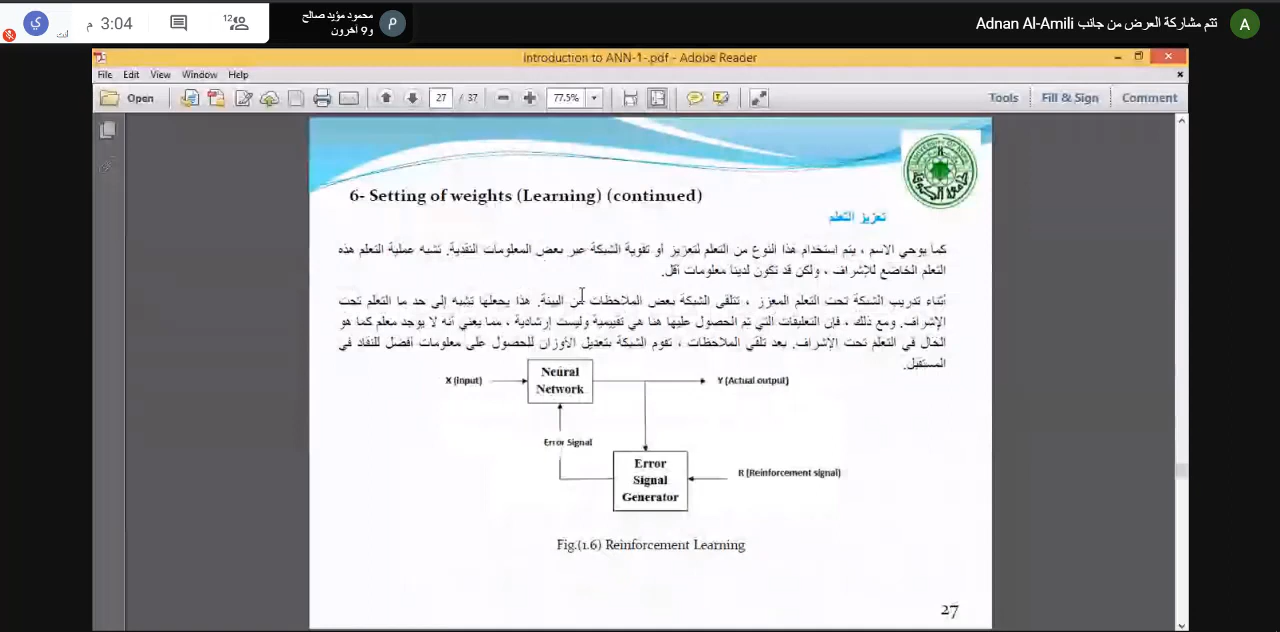 تتم مشاركة العرض من جانب Adnan Al-Amili
A
محمود مؤيد صالح
و9 آخرون
م
12
3:04 م
ي
أنت
Introduction to ANN-1-.pdf - Adobe Reader
File Edit View Window Help
Open
27 / 37
77.5%
Tools Fill & Sign Comment
6- Setting of weights (Learning) (continued)
تعزيز التعلم
كما يوحي الاسم ، يتم استخدام هذا النوع من التعلم لتعزيز أو تقوية الشبكة عبر بعض المعلومات النقدية. تشبه عملية التعلم هذه
التعلم الخاضع للإشراف ، ولكن قد تكون لدينا معلومات أقل.
أثناء تدريب الشبكة تحت التعلم المعزز ، تتلقى الشبكة بعض الملاحظات من البيئة. هذا يجعلها تشبه إلى حد ما التعلم تحت
الإشراف. ومع ذلك ، فإن التعليقات التي تم الحصول عليها هنا هي تقييمية وليست إرشادية ، مما يعني أنه لا يوجد معلم كما هو
الحال في التعلم تحت الإشراف. بعد تلقي الملاحظات ، تقوم الشبكة بتعديل الأوزان للحصول على معلومات أفضل للنقاد في
المستقبل.
X (Input)
Neural
Network
Y (Actual output)
Error Signal
Error
Signal
Generator
R (Reinforcement signal)
Fig.(1.6) Reinforcement Learning
27